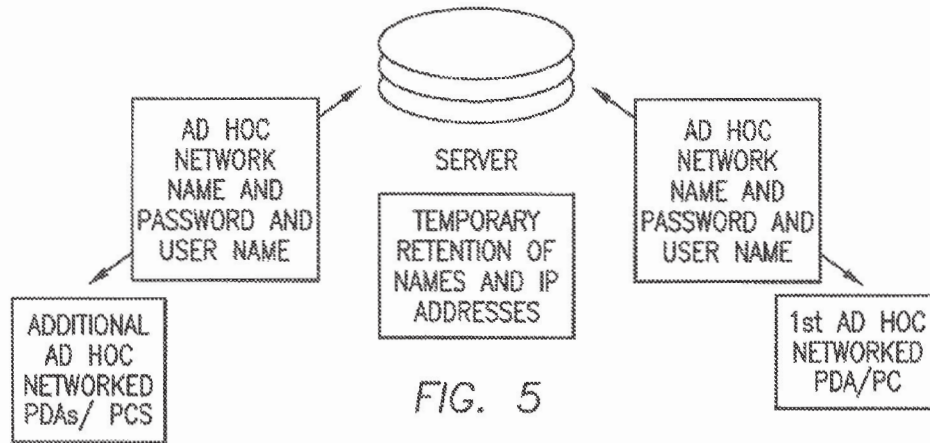 AD HOC
NETWORK
NAME AND
PASSWORD AND
USER NAME
SERVER
TEMPORARY
RETENTION OF
NAMES AND IP
ADDRESSES
AD HOC
NETWORK
NAME AND
PASSWORD AND
USER NAME
ADDITIONAL
AD HOC
NETWORKED
PDAs/ PCS
1st AD HOC
NETWORKED
PDA/PC
FIG. 5